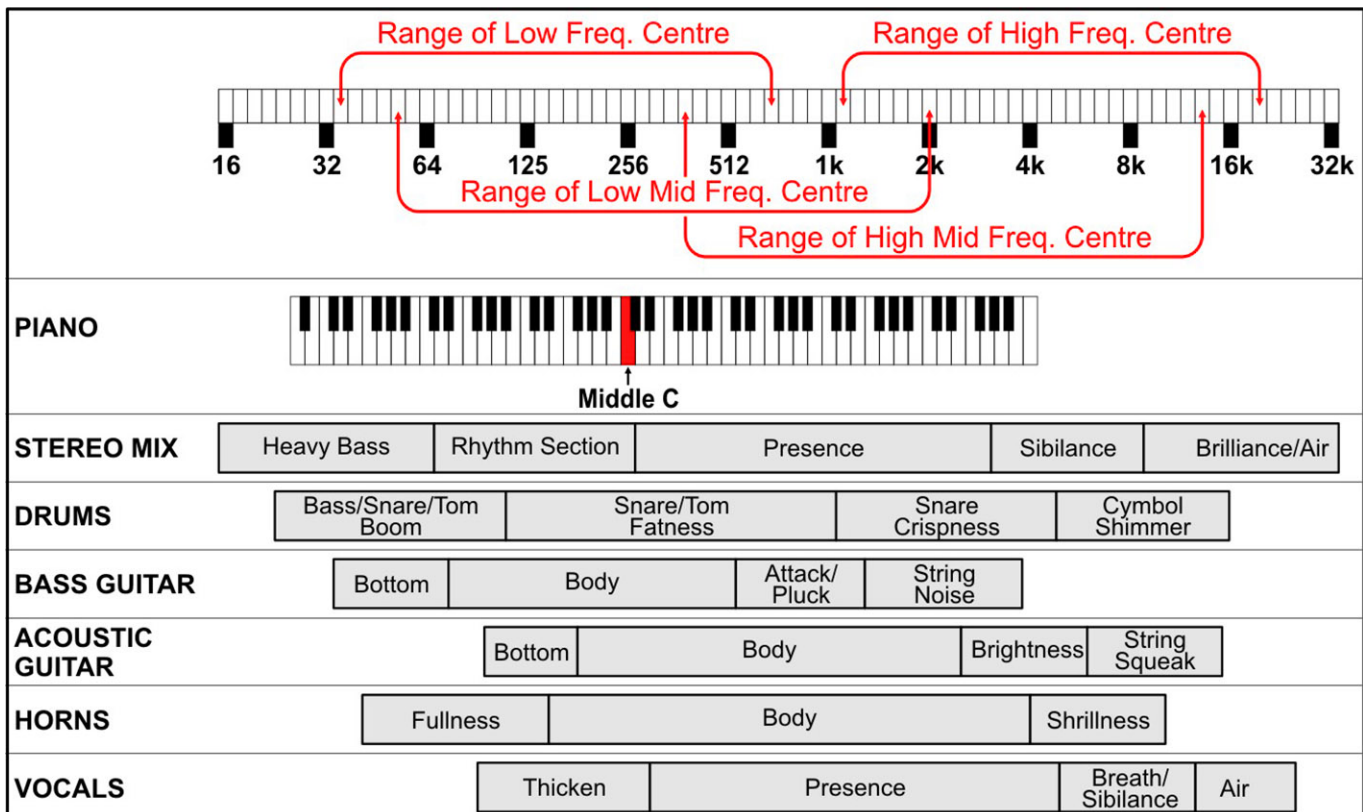 Range of Low Freq. Centre
Range of High Freq. Centre
16 32 64 125 256 512 1k 2k 4k 8k 16k 32k
Range of Low Mid Freq. Centre
Range of High Mid Freq. Centre
PIANO
Middle C
STEREO MIX
Heavy Bass
Rhythm Section
Presence
Sibilance
Brilliance/Air
DRUMS
Bass/Snare/Tom
Boom
Snare/Tom
Fatness
Snare
Crispness
Cymbol
Shimmer
BASS GUITAR
Bottom
Body
Attack/
Pluck
String
Noise
ACOUSTIC
GUITAR
Bottom
Body
Brightness
String
Squeak
HORNS
Fullness
Body
Shrillness
VOCALS
Thicken
Presence
Breath/
Sibilance
Air